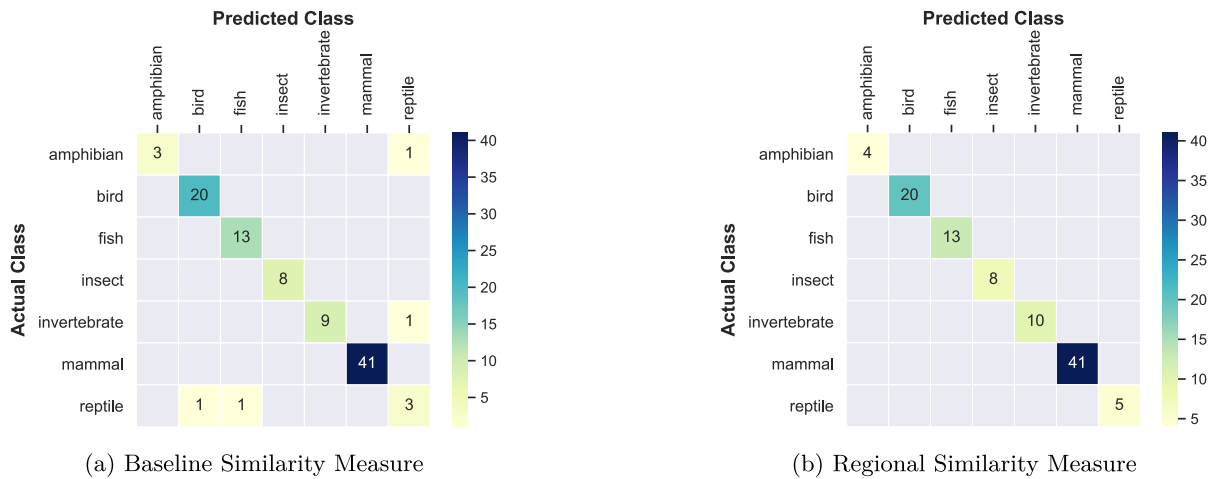 Predicted Class
amphibian
bird
fish
insect
invertebrate
mammal
reptile
Actual Class
amphibian 3 1
bird 20
fish 13
insect 8
invertebrate 9 1
mammal 41
reptile 1 1 3
40
35
30
25
20
15
10
5
(a) Baseline Similarity Measure
Predicted Class
amphibian
bird
fish
insect
invertebrate
mammal
reptile
Actual Class
amphibian 4
bird 20
fish 13
insect 8
invertebrate 10
mammal 41
reptile 5
40
35
30
25
20
15
10
5
(b) Regional Similarity Measure